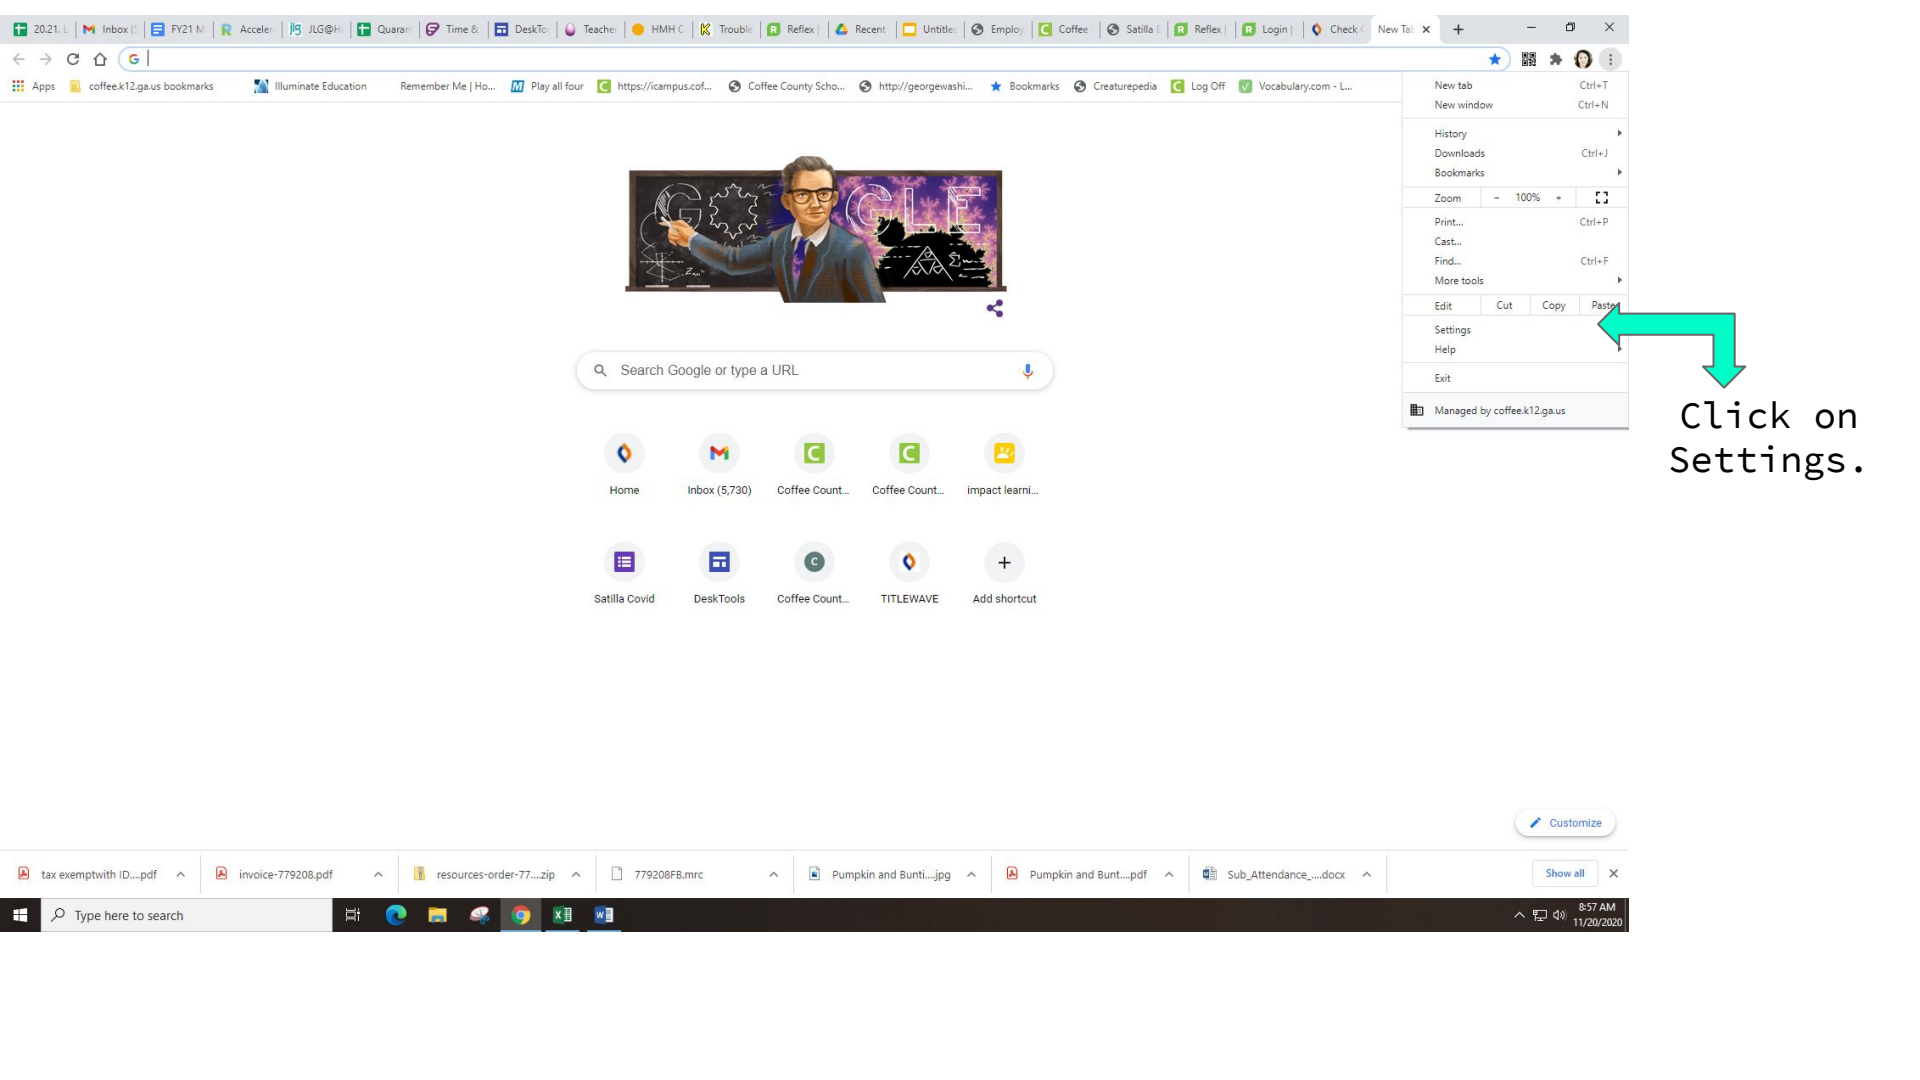 20.21. L Inbox (5 FY21 M Acceler JLG@H Quaran Time & DeskToo Teacher HMH C Trouble Reflex | Recent Untitled Employ Coffee Satilla E Reflex | Login | Check New Tab
Apps coffee.k12.ga.us bookmarks Illuminate Education Remember Me | Ho... Play all four https://icampus.cof... Coffee County Scho... http://georgewashi... Bookmarks Creaturepedia Log Off Vocabulary.com - L...
New tab Ctrl+T
New window Ctrl+N
History
Downloads Ctrl+J
Bookmarks
Zoom - 100% +
Print... Ctrl+P
Cast...
Find... Ctrl+F
More tools
Edit Cut Copy Paste
Settings
Help
Exit
Managed by coffee.k12.ga.us
Click on
Settings.
GOOGLE
Search Google or type a URL
Home Inbox (5,730) Coffee Count... Coffee Count... impact learni...
Satilla Covid DeskTools Coffee Count... TITLEWAVE Add shortcut
Customize
tax exemptwith ID....pdf invoice-779208.pdf resources-order-77....zip 779208FB.mrc Pumpkin and Bunti....jpg Pumpkin and Bunt....pdf Sub_Attendance_....docx Show all
Type here to search
8:57 AM
11/20/2020